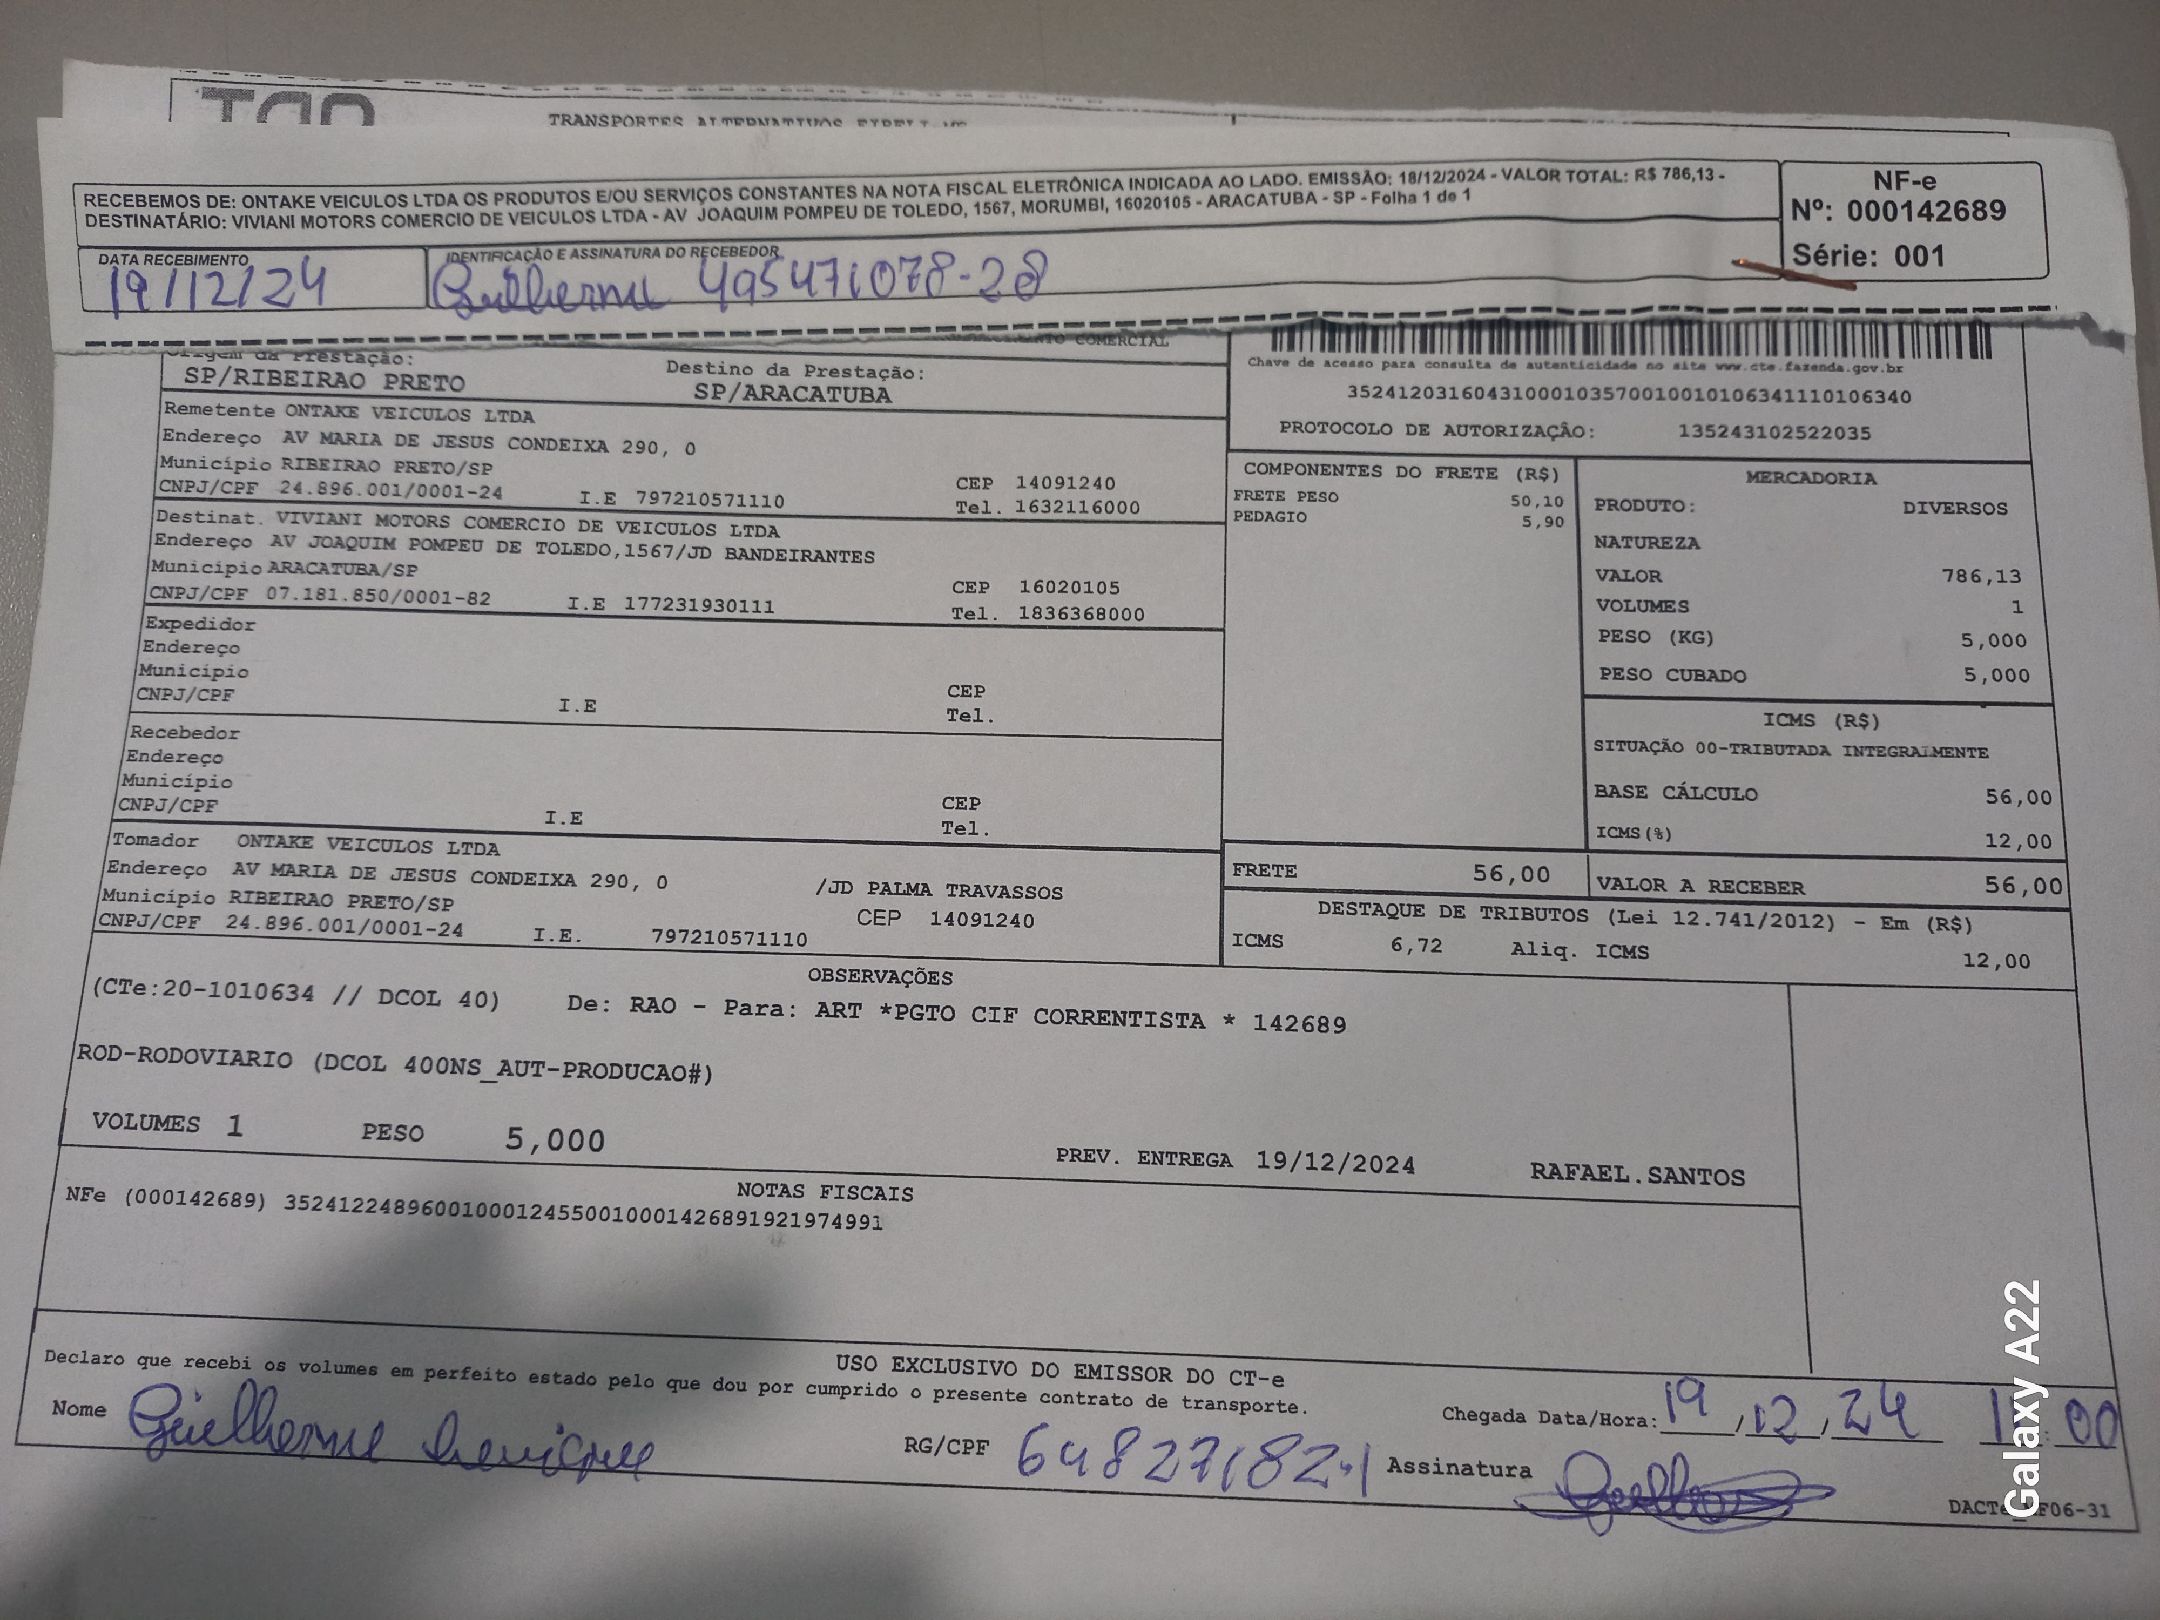 TRANSPORTES ALTERNATIVOS EIRELI
RECEBEMOS DE: ONTAKE VEICULOS LTDA OS PRODUTOS E/OU SERVIÇOS CONSTANTES NA NOTA FISCAL ELETRÔNICA INDICADA AO LADO. EMISSÃO: 18/12/2024 - VALOR TOTAL: R$ 786,13 -
DESTINATÁRIO: VIVIANI MOTORS COMERCIO DE VEICULOS LTDA - AV JOAQUIM POMPEU DE TOLEDO, 1567, MORUMBI, 16020105 - ARACATUBA - SP - Folha 1 de 1
NF-e
Nº: 000142689
Série: 001
DATA RECEBIMENTO
19/12/24
IDENTIFICAÇÃO E ASSINATURA DO RECEBEDOR
Guilherme 495471078-28
COMERCIAL
Origem da Prestação:
SP/RIBEIRAO PRETO
Destino da Prestação:
SP/ARACATUBA
Chave de acesso para consulta de autenticidade no site www.cte.fazenda.gov.br
35241203160431000103570010010106341110106340
PROTOCOLO DE AUTORIZAÇÃO: 135243102522035
Remetente ONTAKE VEICULOS LTDA
Endereço AV MARIA DE JESUS CONDEIXA 290, 0
Município RIBEIRAO PRETO/SP CEP 14091240
CNPJ/CPF 24.896.001/0001-24 I.E 797210571110 Tel. 1632116000
Destinat. VIVIANI MOTORS COMERCIO DE VEICULOS LTDA
Endereço AV JOAQUIM POMPEU DE TOLEDO,1567/JD BANDEIRANTES
Município ARACATUBA/SP CEP 16020105
CNPJ/CPF 07.181.850/0001-82 I.E 177231930111 Tel. 1836368000
Expedidor
Endereço
Município CEP
CNPJ/CPF I.E Tel.
Recebedor
Endereço
Município CEP
CNPJ/CPF I.E Tel.
Tomador ONTAKE VEICULOS LTDA
Endereço AV MARIA DE JESUS CONDEIXA 290, 0 /JD PALMA TRAVASSOS
Município RIBEIRAO PRETO/SP CEP 14091240
CNPJ/CPF 24.896.001/0001-24 I.E. 797210571110
COMPONENTES DO FRETE (R$)
FRETE PESO 50,10
PEDAGIO 5,90
MERCADORIA
PRODUTO: DIVERSOS
NATUREZA
VALOR 786,13
VOLUMES 1
PESO (KG) 5,000
PESO CUBADO 5,000
ICMS (R$)
SITUAÇÃO 00-TRIBUTADA INTEGRALMENTE
BASE CÁLCULO 56,00
ICMS(%) 12,00
FRETE 56,00 VALOR A RECEBER 56,00
DESTAQUE DE TRIBUTOS (Lei 12.741/2012) - Em (R$)
ICMS 6,72 Aliq. ICMS 12,00
OBSERVAÇÕES
(CTe:20-1010634 // DCOL 40) De: RAO - Para: ART *PGTO CIF CORRENTISTA * 142689
ROD-RODOVIARIO (DCOL 400NS_AUT-PRODUCAO#)
VOLUMES 1 PESO 5,000 PREV. ENTREGA 19/12/2024 RAFAEL.SANTOS
NOTAS FISCAIS
NFe (000142689) 35241224896001000124550010001426891921974991
USO EXCLUSIVO DO EMISSOR DO CT-e
Declaro que recebi os volumes em perfeito estado pelo que dou por cumprido o presente contrato de transporte.
Nome Guilherme henrique RG/CPF Chegada Data/Hora: 19/12/24 :00
Assinatura
DACTe_MF06-31
Galaxy A22